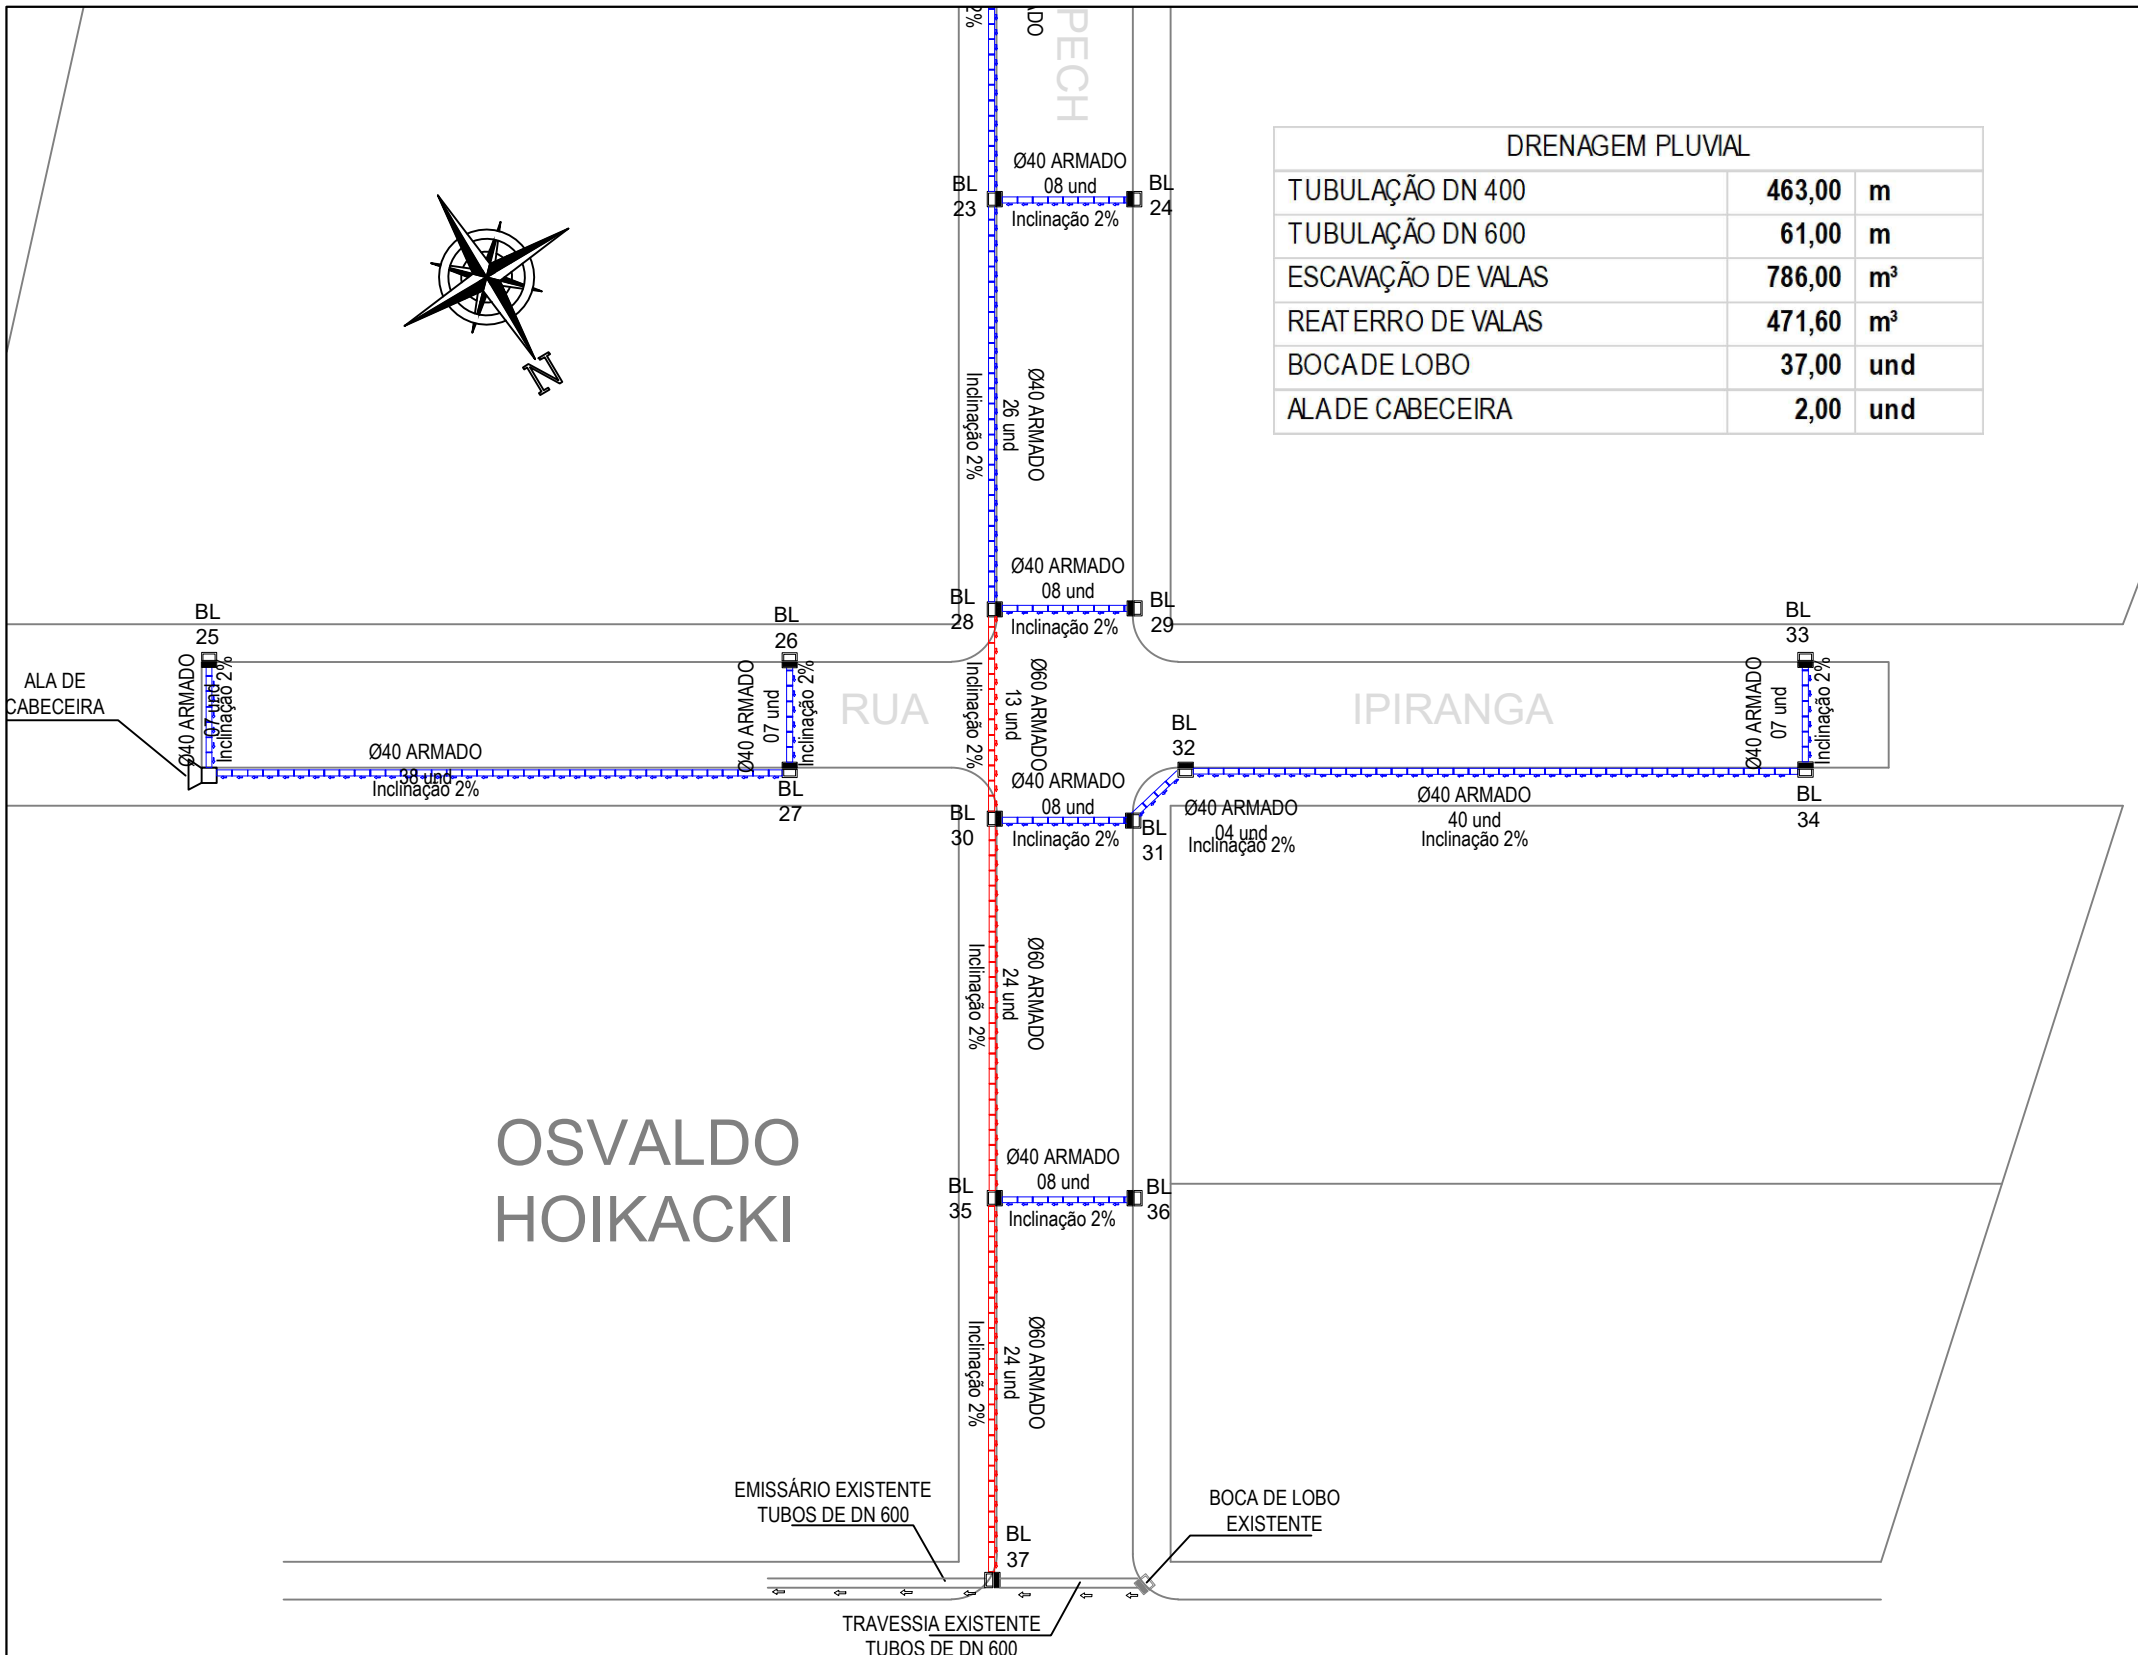 2%
ADO
PECH
DRENAGEM PLUVIAL
TUBULAÇÃO DN 400 463,00 m
TUBULAÇÃO DN 600 61,00 m
ESCAVAÇÃO DE VALAS 786,00 m³
REATERRO DE VALAS 471,60 m³
BOCA DE LOBO 37,00 und
ALA DE CABECEIRA 2,00 und
BL
23
Ø40 ARMADO
08 und
Inclinação 2%
BL
24
N
Inclinação 2%
26 und
Ø40 ARMADO
BL
28
Ø40 ARMADO
08 und
Inclinação 2%
BL
29
BL
25
BL
26
BL
33
ALA DE
CABECEIRA
Ø40 ARMADO
07 und
Inclinação 2%
Ø40 ARMADO
07 und
Inclinação 2%
RUA
Inclinação 2%
13 und
Ø60 ARMADO
IPIRANGA
Ø40 ARMADO
07 und
Inclinação 2%
Ø40 ARMADO
38 und
Inclinação 2%
BL
27
BL
30
Ø40 ARMADO
08 und
Inclinação 2%
BL
31
BL
32
Ø40 ARMADO
04 und
Inclinação 2%
Ø40 ARMADO
40 und
Inclinação 2%
BL
34
Inclinação 2%
24 und
Ø60 ARMADO
OSVALDO
HOIKACKI
BL
35
Ø40 ARMADO
08 und
Inclinação 2%
BL
36
Inclinação 2%
24 und
Ø60 ARMADO
EMISSÁRIO EXISTENTE
TUBOS DE DN 600
BL
37
BOCA DE LOBO
EXISTENTE
TRAVESSIA EXISTENTE
TUBOS DE DN 600